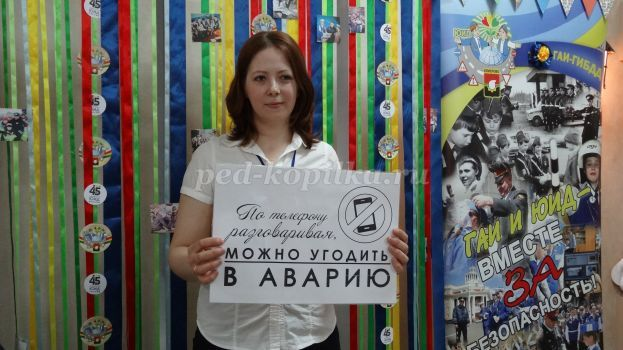 По телефону
разговаривая,
МОЖНО УГОДИТЬ
В АВАРИЮ
ped-kopilka.ru
ГАИ-ГИБДД
ЮИД
ГАИ И ЮИД-
ВМЕСТЕ
ЗА
БЕЗОПАСНОСТЬ!
45
45
45
45
45
45